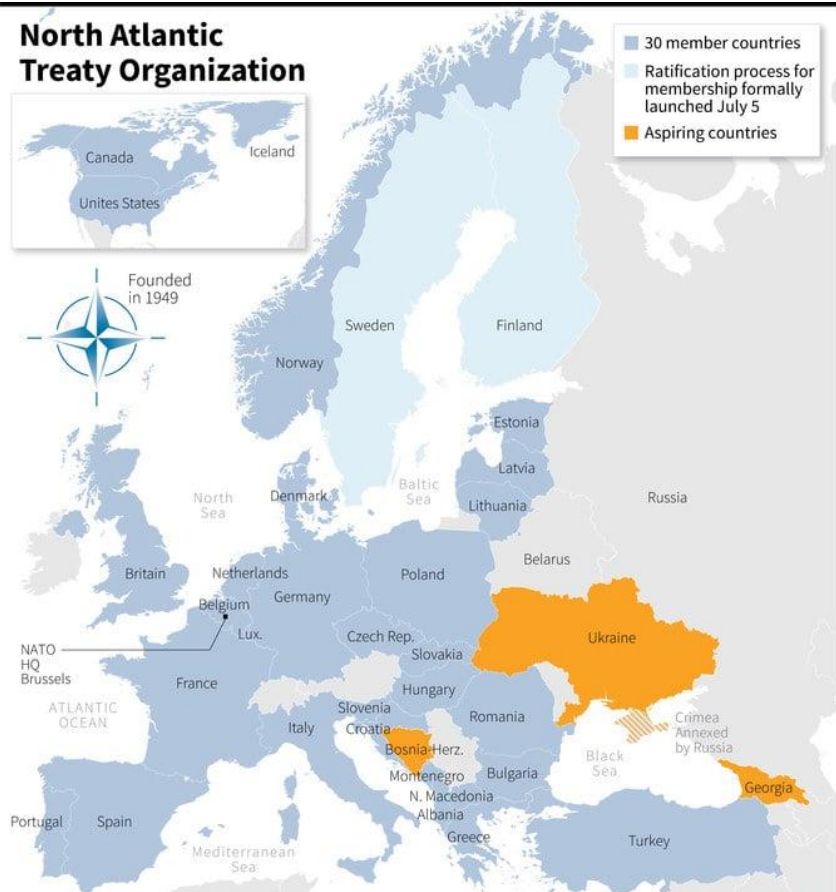 North Atlantic
Treaty Organization
30 member countries
Ratification process for
membership formally
launched July 5
Aspiring countries
Canada
Iceland
Unites States
Founded
in 1949
Sweden
Finland
Norway
Estonia
Latvia
Lithuania
North
Sea
Denmark
Baltic
Sea
Russia
Belarus
Britain
Netherlands
Belgium
Germany
Poland
Lux.
Ukraine
Czech Rep.
Slovakia
NATO
HQ
Brussels
France
Hungary
ATLANTIC
OCEAN
Slovenia
Romania
Italy
Croatia
Crimea
Annexed
by Russia
Bosnia-Herz.
Black
Sea
Montenegro
Bulgaria
Georgia
N. Macedonia
Albania
Portugal
Spain
Greece
Turkey
Mediterranean
Sea